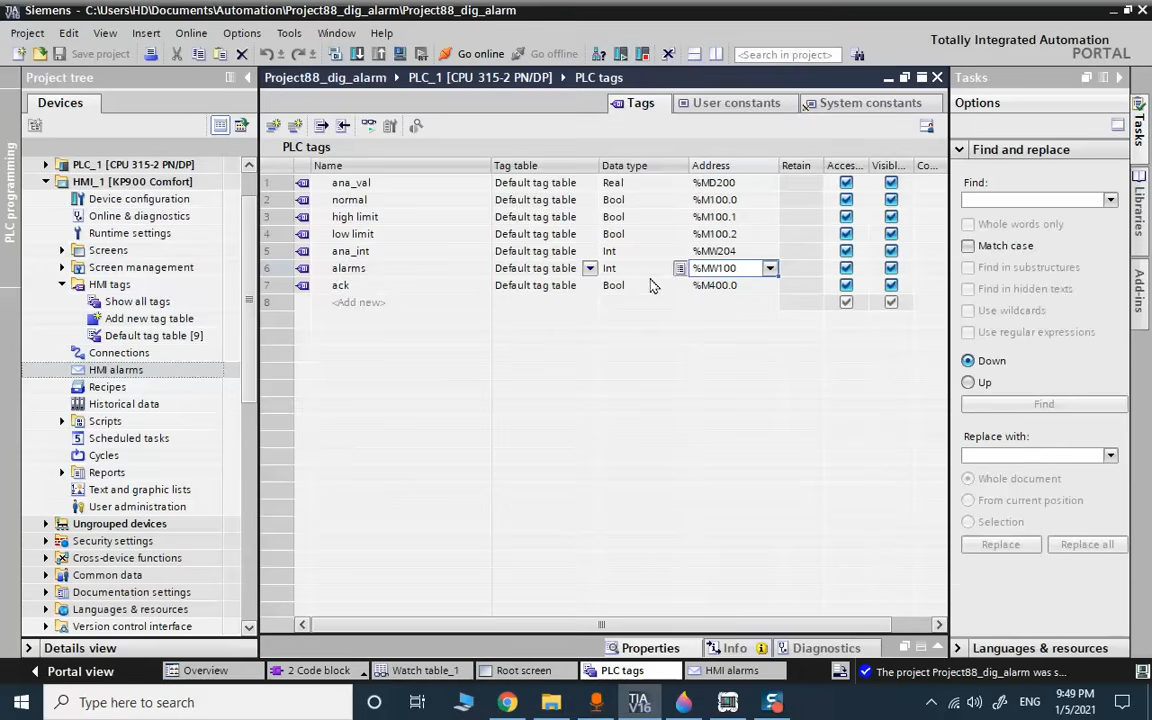 Siemens - C:\Users\HD\Documents\Automation\Project88_dig_alarm\Project88_dig_alarm
Project Edit View Insert Online Options Tools Window Help
Totally Integrated Automation
PORTAL
Save project Go online Go offline <Search in project>
Project tree
Project88_dig_alarm PLC_1 [CPU 315-2 PN/DP] PLC tags
Tasks
Devices
Tags User constants System constants
Options
PLC tags
Find and replace
Name Tag table Data type Address Retain Acces... Visibl... Co...
1 ana_val Default tag table Real %MD200
2 normal Default tag table Bool %M100.0
3 high limit Default tag table Bool %M100.1
4 low limit Default tag table Bool %M100.2
5 ana_int Default tag table Int %MW204
6 alarms Default tag table Int %MW100
7 ack Default tag table Bool %M400.0
8 <Add new>
PLC_1 [CPU 315-2 PN/DP]
HMI_1 [KP900 Comfort]
Device configuration
Online & diagnostics
Runtime settings
Screens
Screen management
HMI tags
Show all tags
Add new tag table
Default tag table [9]
Connections
HMI alarms
Recipes
Historical data
Scripts
Scheduled tasks
Cycles
Reports
Text and graphic lists
User administration
Ungrouped devices
Security settings
Cross-device functions
Common data
Documentation settings
Languages & resources
Version control interface
Find:
Whole words only
Match case
Find in substructures
Find in hidden texts
Use wildcards
Use regular expressions
Down
Up
Find
Replace with:
Whole document
From current position
Selection
Replace Replace all
PLC programming
Tasks
Libraries
Add-ins
Details view
Properties Info Diagnostics
Languages & resources
Portal view Overview 2 Code block Watch table_1 Root screen PLC tags HMI alarms
The project Project88_dig_alarm was s...
Type here to search
TIA
V16
ENG
9:49 PM
1/5/2021